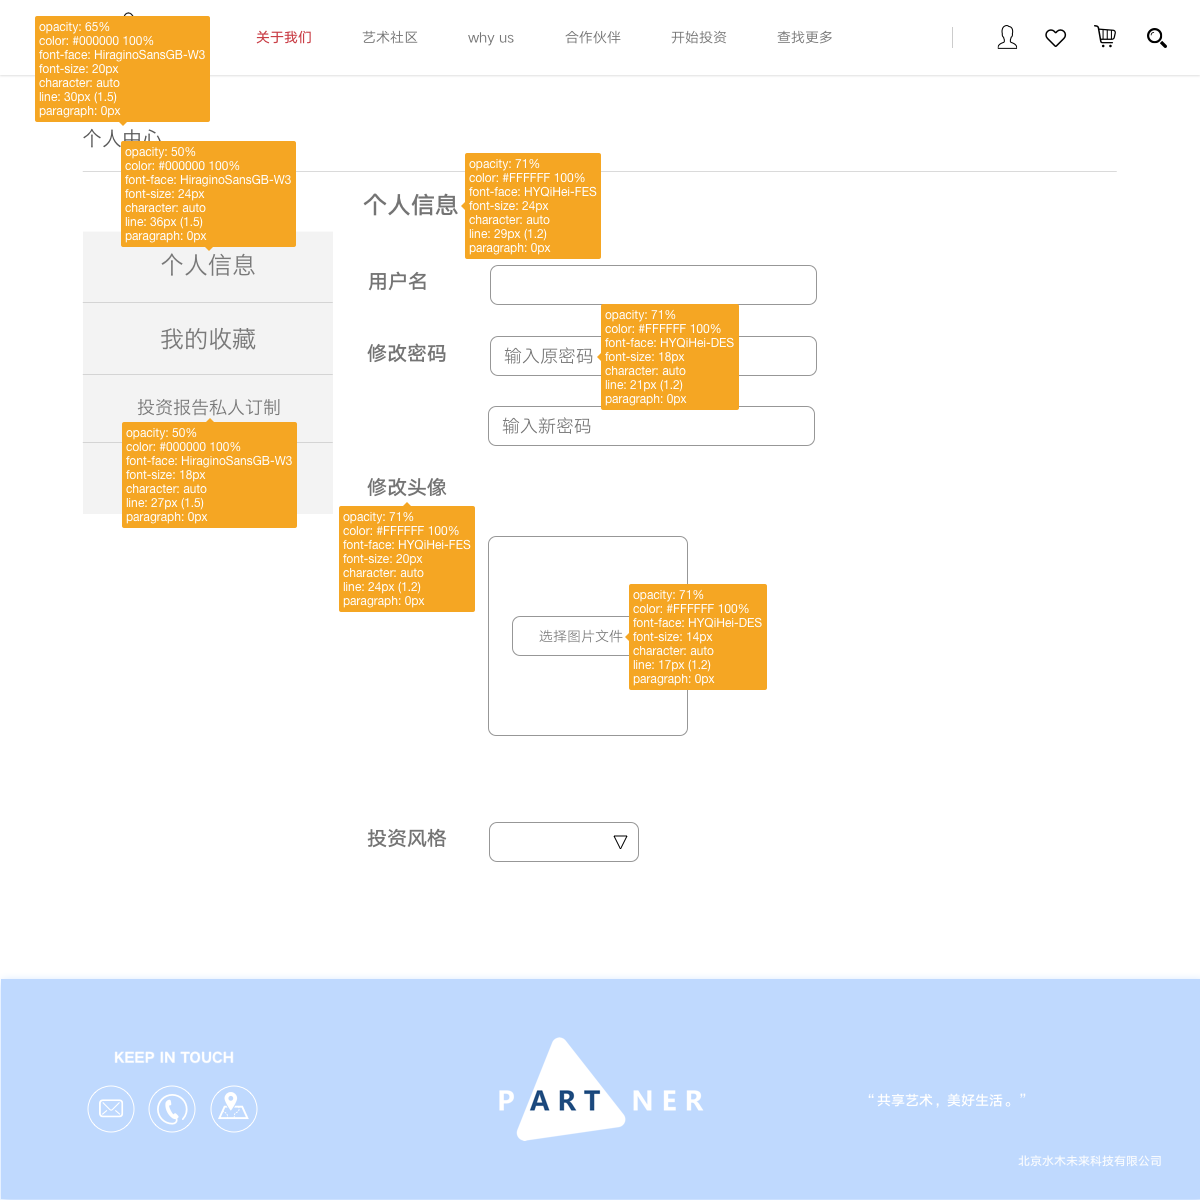 关于我们
艺术社区
why us
合作伙伴
开始投资
查找更多
opacity: 65%
color: #000000 100%
font-face: HiraginoSansGB-W3
font-size: 20px
character: auto
line: 30px (1.5)
paragraph: 0px
个人中心
opacity: 50%
color: #000000 100%
font-face: HiraginoSansGB-W3
font-size: 24px
character: auto
line: 36px (1.5)
paragraph: 0px
个人信息
我的收藏
投资报告私人订制
opacity: 50%
color: #000000 100%
font-face: HiraginoSansGB-W3
font-size: 18px
character: auto
line: 27px (1.5)
paragraph: 0px
个人信息
opacity: 71%
color: #FFFFFF 100%
font-face: HYQiHei-FES
font-size: 24px
character: auto
line: 29px (1.2)
paragraph: 0px
用户名
修改密码
输入原密码
opacity: 71%
color: #FFFFFF 100%
font-face: HYQiHei-DES
font-size: 18px
character: auto
line: 21px (1.2)
paragraph: 0px
输入新密码
修改头像
opacity: 71%
color: #FFFFFF 100%
font-face: HYQiHei-FES
font-size: 20px
character: auto
line: 24px (1.2)
paragraph: 0px
选择图片文件
opacity: 71%
color: #FFFFFF 100%
font-face: HYQiHei-DES
font-size: 14px
character: auto
line: 17px (1.2)
paragraph: 0px
投资风格
KEEP IN TOUCH
PARTNER
“共享艺术，美好生活。”
北京水木未來科技有限公司